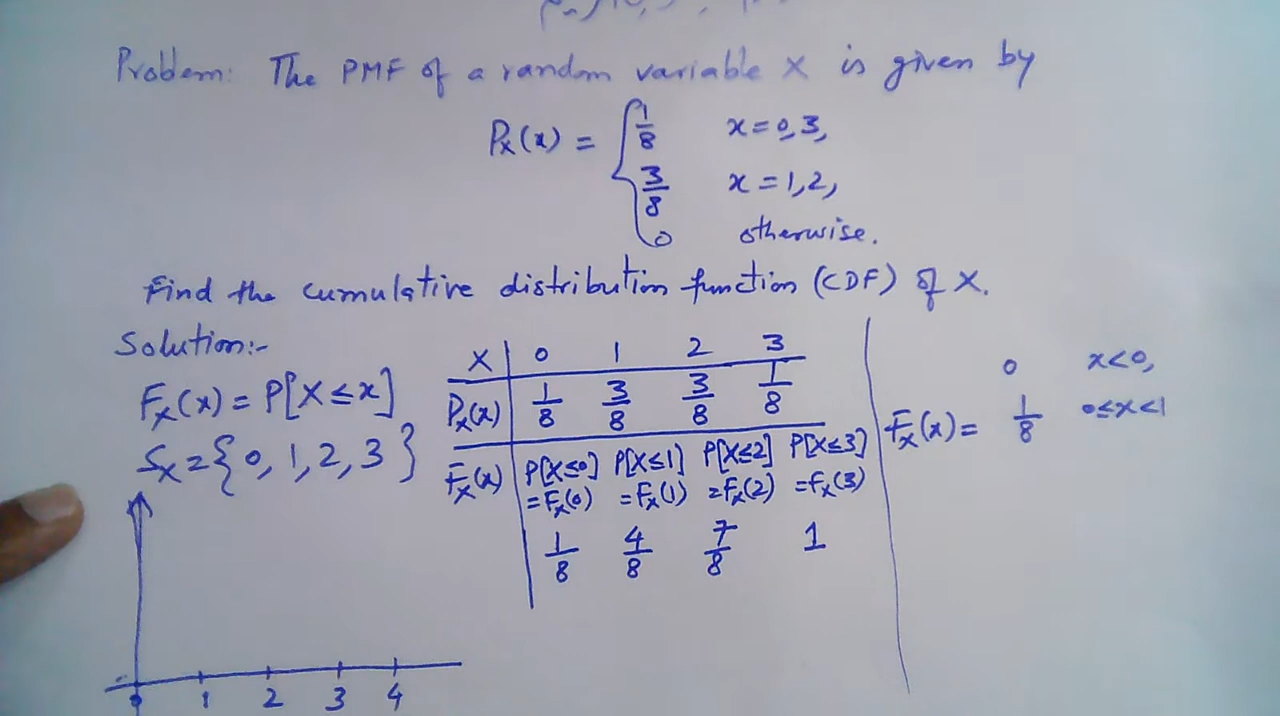 Problem: The PMF of a random variable X is given by
Px(x) = { 1/8 x=0,3,
3/8 x=1,2,
0 otherwise.
Find the cumulative distribution function (CDF) of X.
Solution:-
Fx(x) = P[X≤x]
Sx = {0, 1, 2, 3}
X 0 1 2 3
Px(x) 1/8 3/8 3/8 1/8
Fx(x) P[X≤0] P[X≤1] P[X≤2] P[X≤3]
=Fx(0) =Fx(1) =Fx(2) =Fx(3)
1/8 4/8 7/8 1
Fx(x) = 0 x<0,
1/8 0≤x<1
0 1 2 3 4